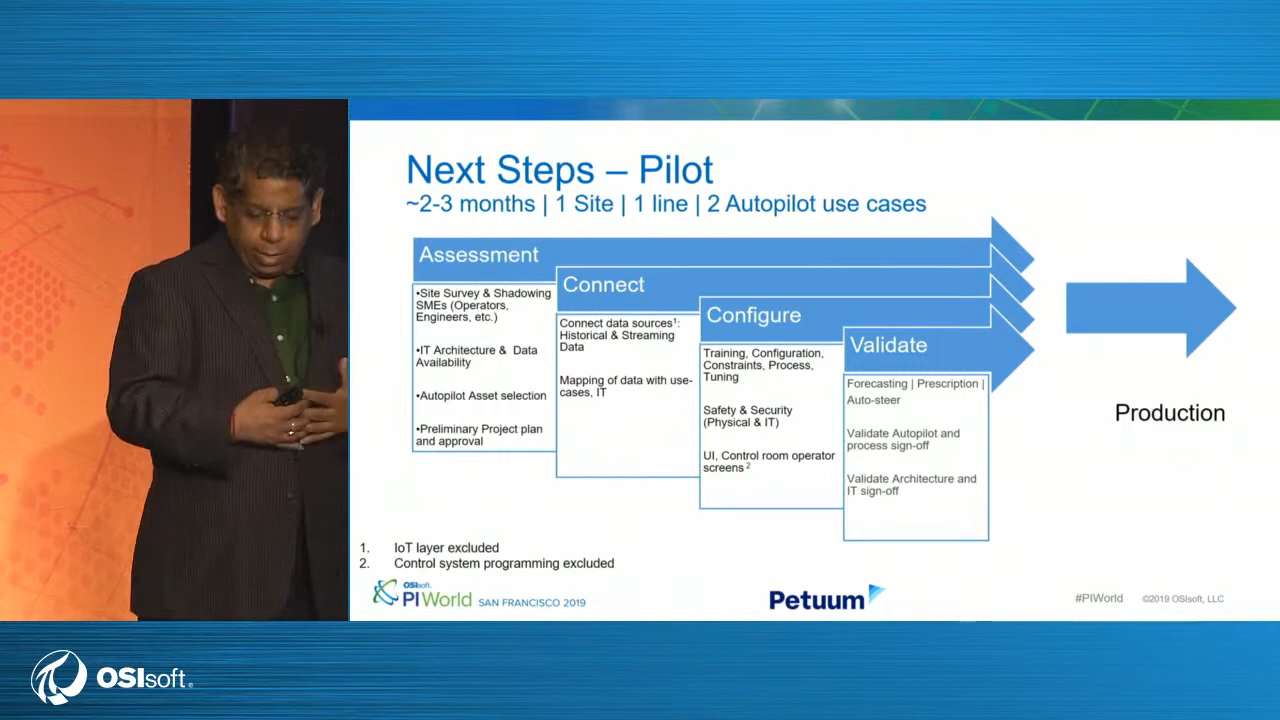 Next Steps – Pilot
~2-3 months | 1 Site | 1 line | 2 Autopilot use cases
Assessment
•Site Survey & Shadowing
SMEs (Operators,
Engineers, etc.)
•IT Architecture & Data
Availability
•Autopilot Asset selection
•Preliminary Project plan
and approval
Connect
Connect data sources¹:
Historical & Streaming
Data
Mapping of data with use-
cases, IT
Configure
Training, Configuration,
Constraints, Process,
Tuning
Safety & Security
(Physical & IT)
UI, Control room operator
screens ²
Validate
Forecasting | Prescription |
Auto-steer
Validate Autopilot and
process sign-off
Validate Architecture and
IT sign-off
Production
1. IoT layer excluded
2. Control system programming excluded
OSIsoft.
PI World SAN FRANCISCO 2019
Petuum
#PIWorld ©2019 OSIsoft, LLC
OSIsoft.